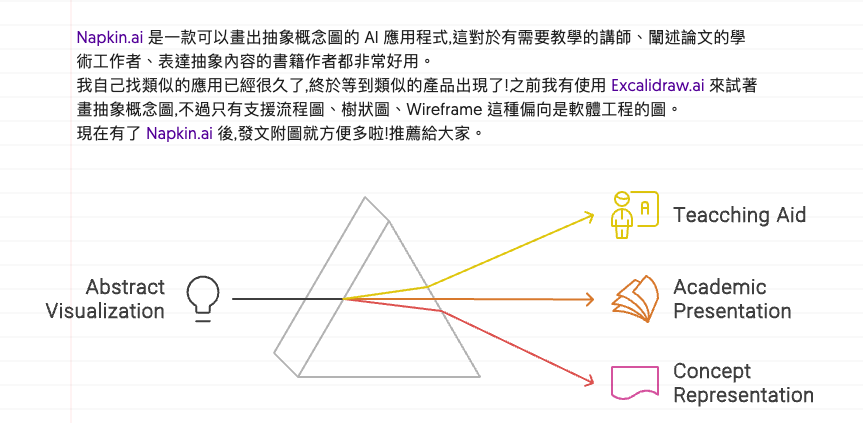 Napkin.ai 是一款可以畫出抽象概念圖的 AI 應用程式,這對於有需要教學的講師、闡述論文的學
術工作者、表達抽象內容的書籍作者都非常好用。
我自己找類似的應用已經很久了,終於等到類似的產品出現了!之前我有使用 Excalidraw.ai 來試著
畫抽象概念圖,不過只有支援流程圖、樹狀圖、Wireframe 這種偏向是軟體工程的圖。
現在有了 Napkin.ai 後,發文附圖就方便多啦!推薦給大家。
A
Teacching Aid
Abstract
Visualization
Academic
Presentation
Concept
Representation